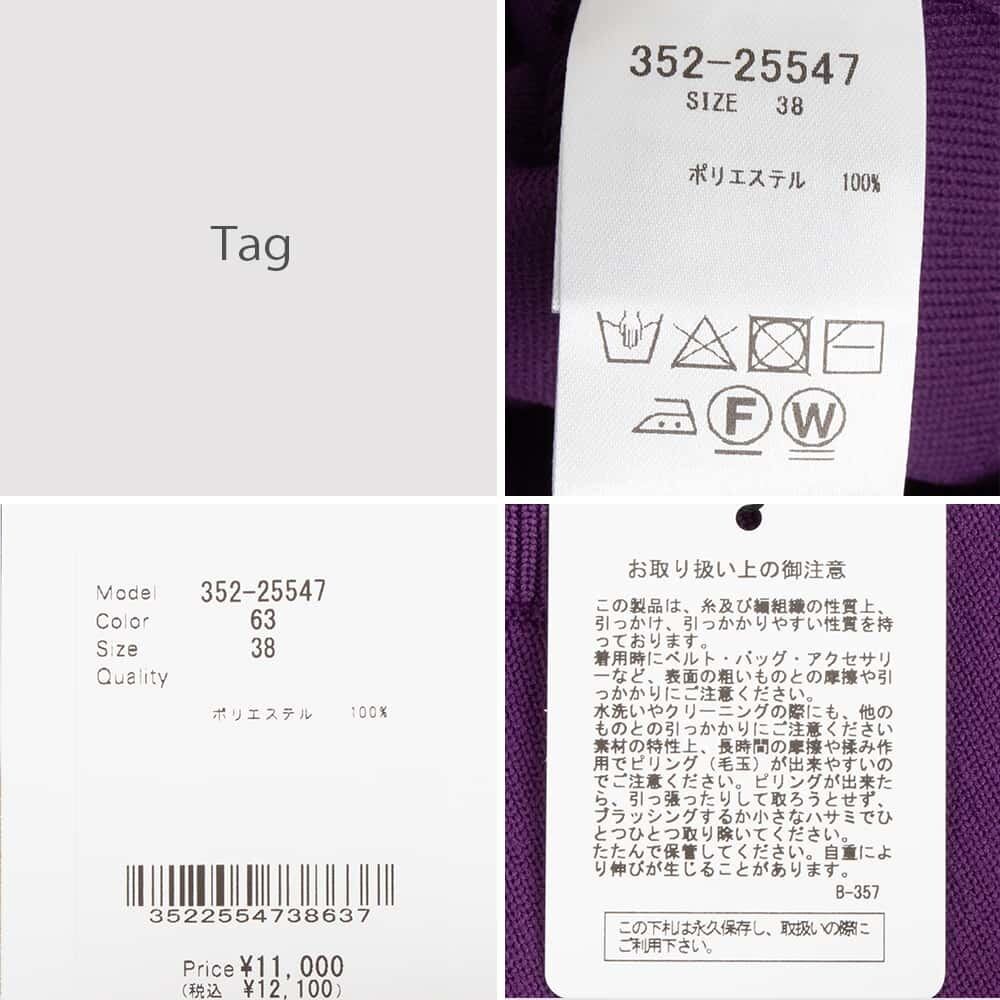 Tag
352-25547
SIZE 38
ポリエステル 100%
F W
Model 352-25547
Color 63
Size 38
Quality
ポリエステル 100%
3522554738637
Price ¥11,000
(税込 ¥12,100)
お取り扱い上の御注意
この製品は、糸及び編組織の性質上、
引っかけ、引っかかりやすい性質を持
っております。
着用時にベルト・バッグ・アクセサリ
ーなど、表面の粗いものとの摩擦や引
っかかりにご注意ください。
水洗いやクリーニングの際にも、他の
ものとの引っかかりにご注意ください
素材の特性上、長時間の摩擦や揉み作
用でピリング（毛玉）が出来やすいの
でご注意ください。ピリングが出来た
ら、引っ張ったりして取ろうとせず、
ブラッシングするか小さなハサミでひ
とつひとつ取り除いてください。
たたんで保管してください。自重によ
り伸びが生じることがあります。
B-357
この下札は永久保存し、取扱いの際に
ご利用下さい。